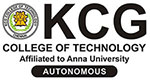 KCG
COLLEGE OF TECHNOLOGY
Affiliated to Anna University
AUTONOMOUS